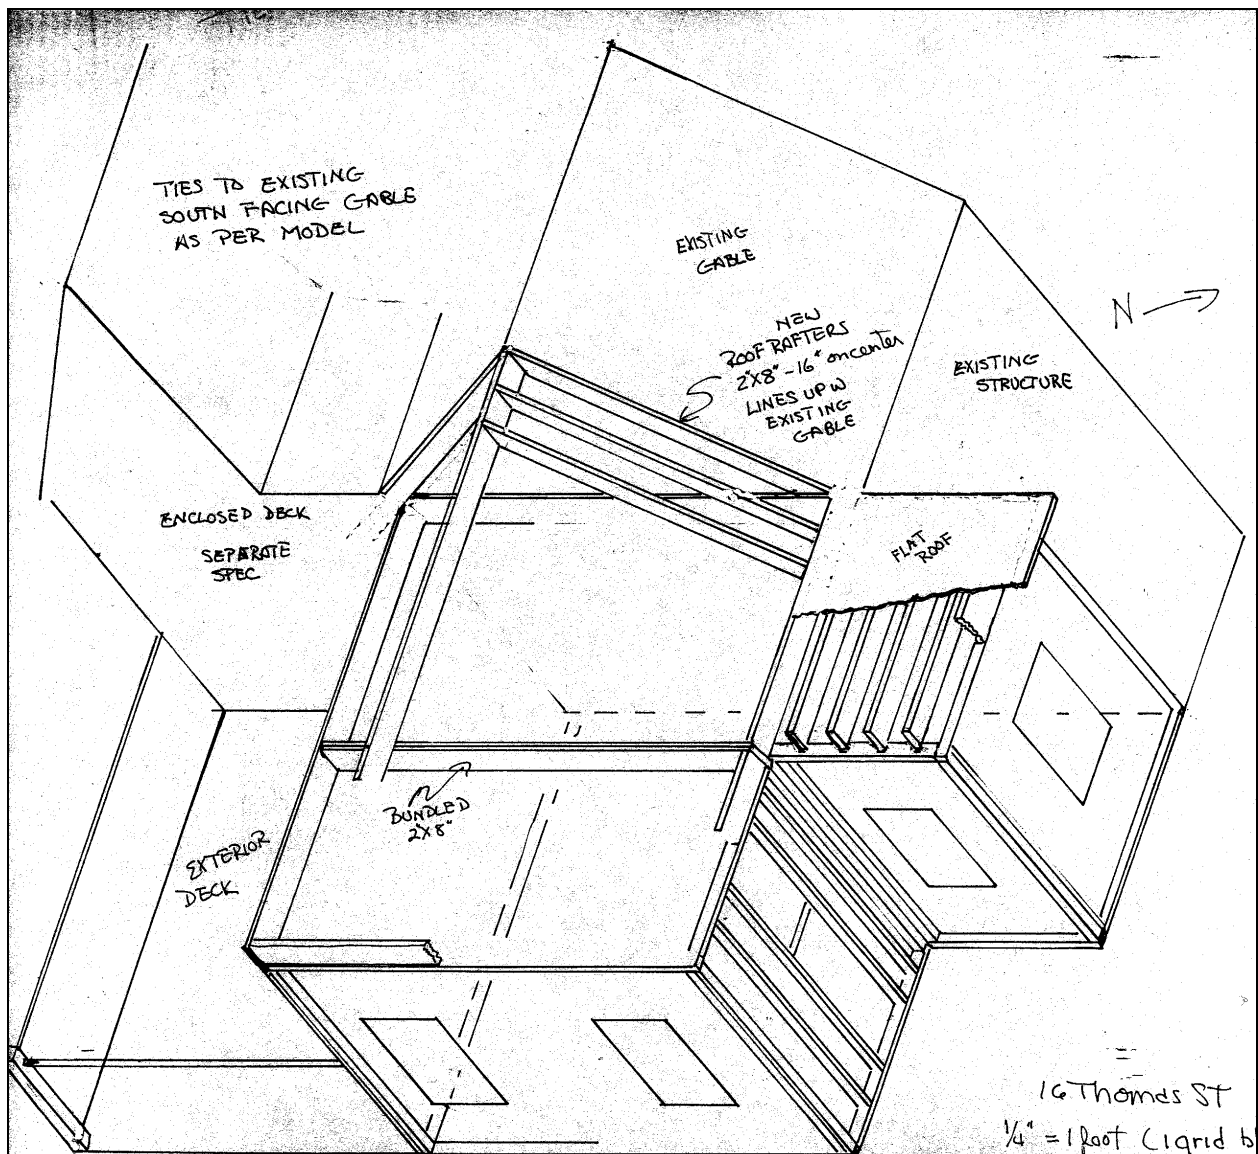 TIES TO EXISTING
SOUTH FACING GABLE
AS PER MODEL
EXISTING
GABLE
NEW
ROOF RAFTERS
2"X8" - 16" on center
LINES UP W
EXISTING
GABLE
N
EXISTING
STRUCTURE
ENCLOSED DECK
SEPARATE
SPEC
FLAT
ROOF
BUNDLED
2"X8"
EXTERIOR
DECK
16 Thomas ST
1/4" = 1 foot (1 grid b